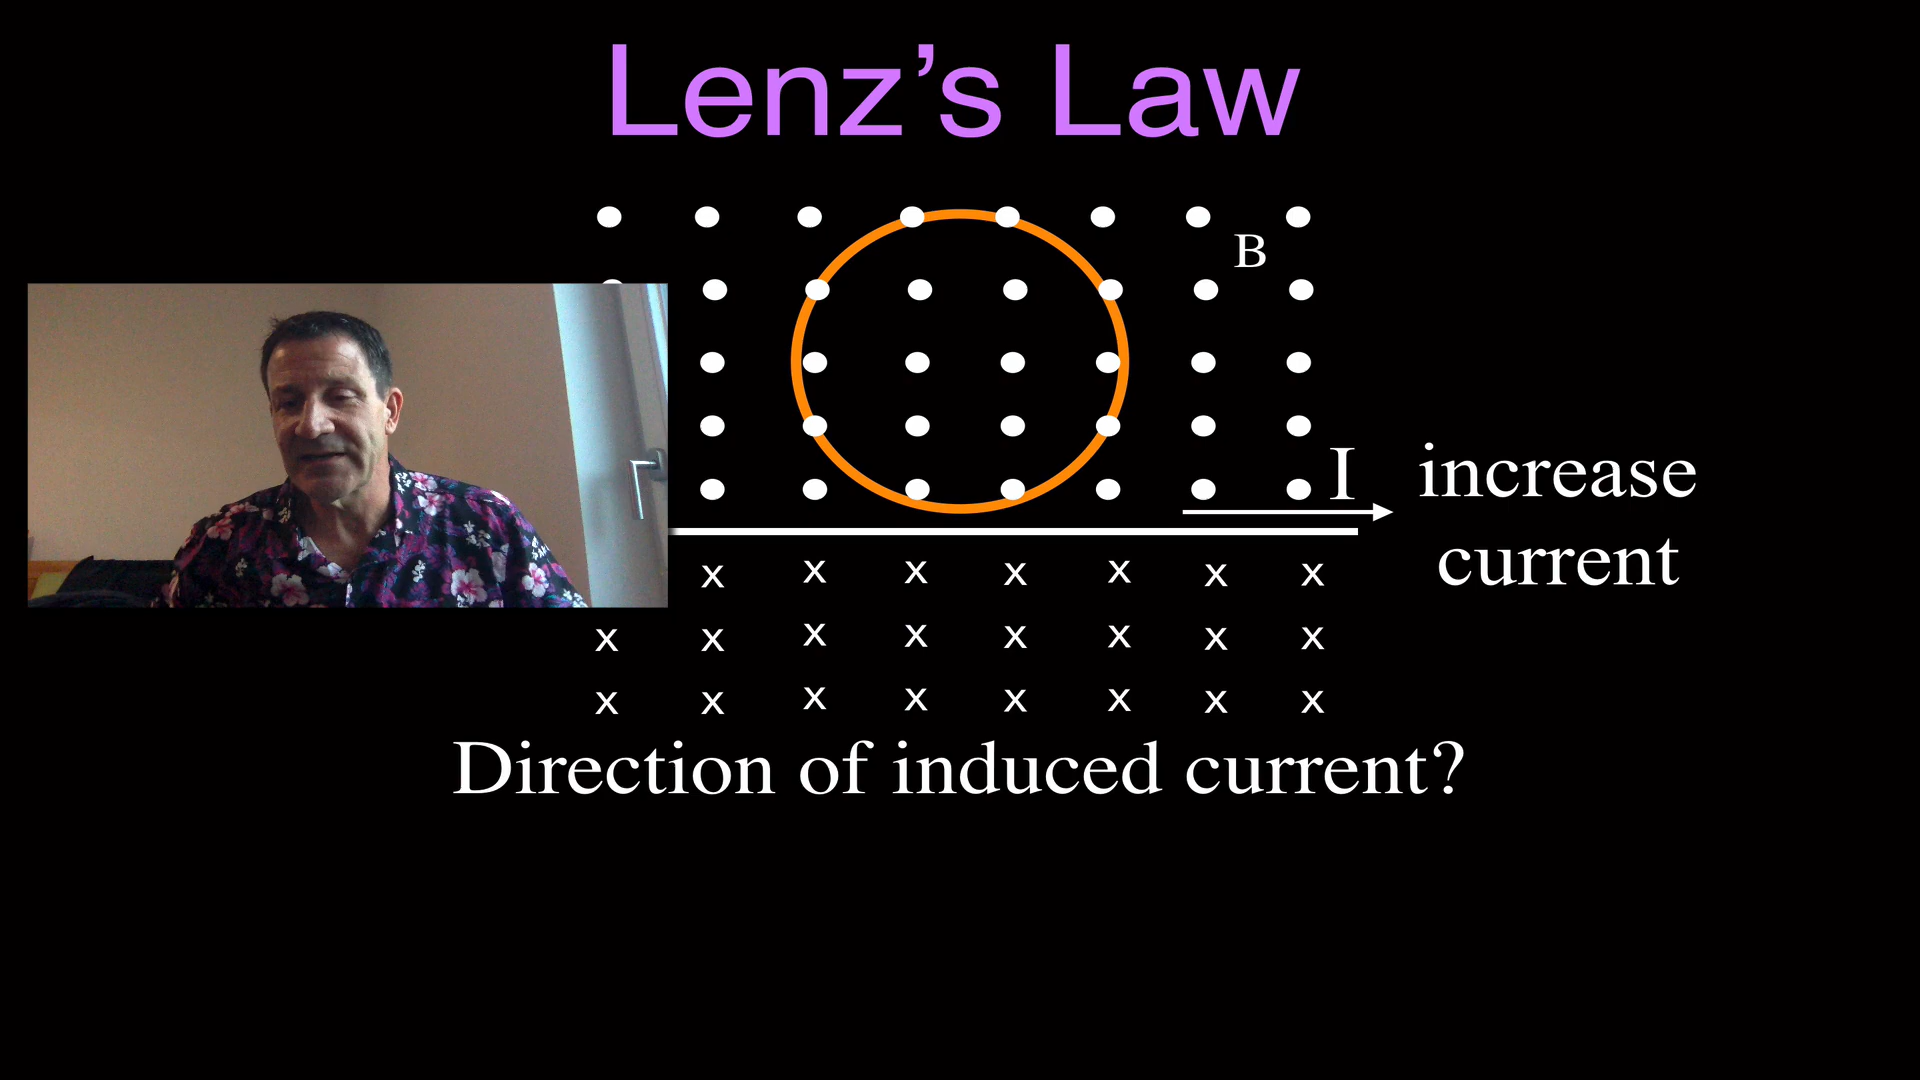 Lenz’s Law
B
I increase
current
x x x x x x x
x x x x x x x x
x x x x x x x x
Direction of induced current?